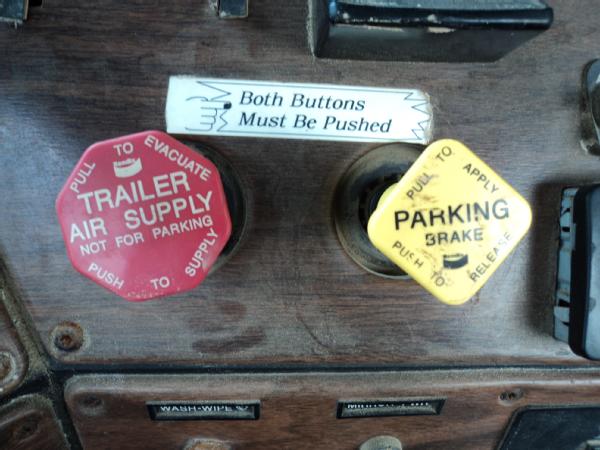 Both Buttons
Must Be Pushed
PULL TO EVACUATE
TRAILER
AIR SUPPLY
NOT FOR PARKING
PUSH TO SUPPLY
PULL TO APPLY
PARKING
BRAKE
PUSH TO RELEASE
WASH-WIPE